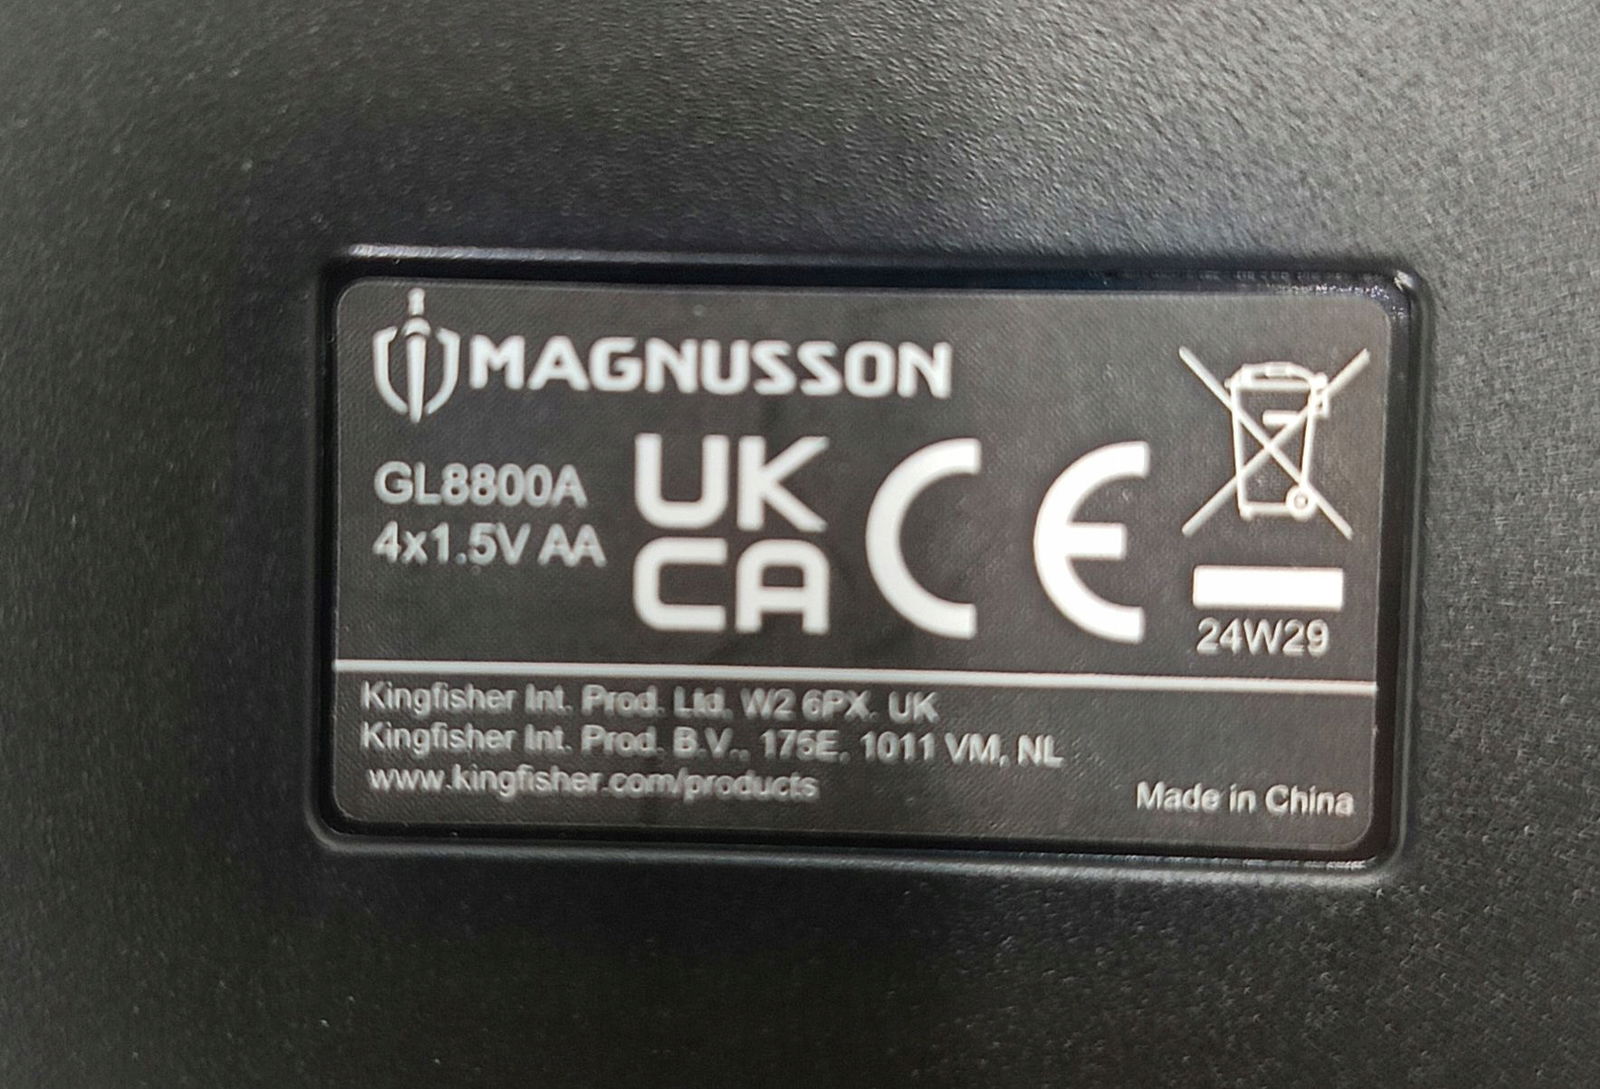 MAGNUSSON
GL8800A
4x1.5V AA
UK
CA
CE
24W29
Kingfisher Int. Prod. Ltd, W2 6PX, UK
Kingfisher Int. Prod. B.V., 175E, 1011 VM, NL
www.kingfisher.com/products
Made in China